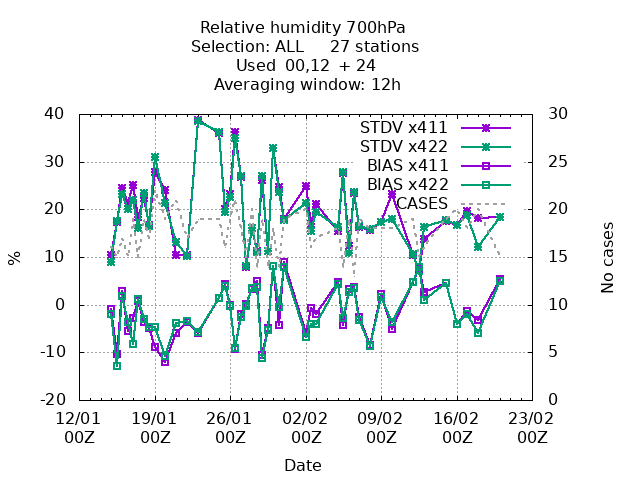 Relative humidity 700hPa
Selection: ALL     27 stations
Used  00,12  + 24
Averaging window: 12h
40 30
STDV x411
STDV x422
30 25
BIAS x411
BIAS x422
20 20
CASES
%
10 15
No cases
0 10
-10 5
-20 0
12/01 19/01 26/01 02/02 09/02 16/02 23/02
00Z 00Z 00Z 00Z 00Z 00Z 00Z
Date